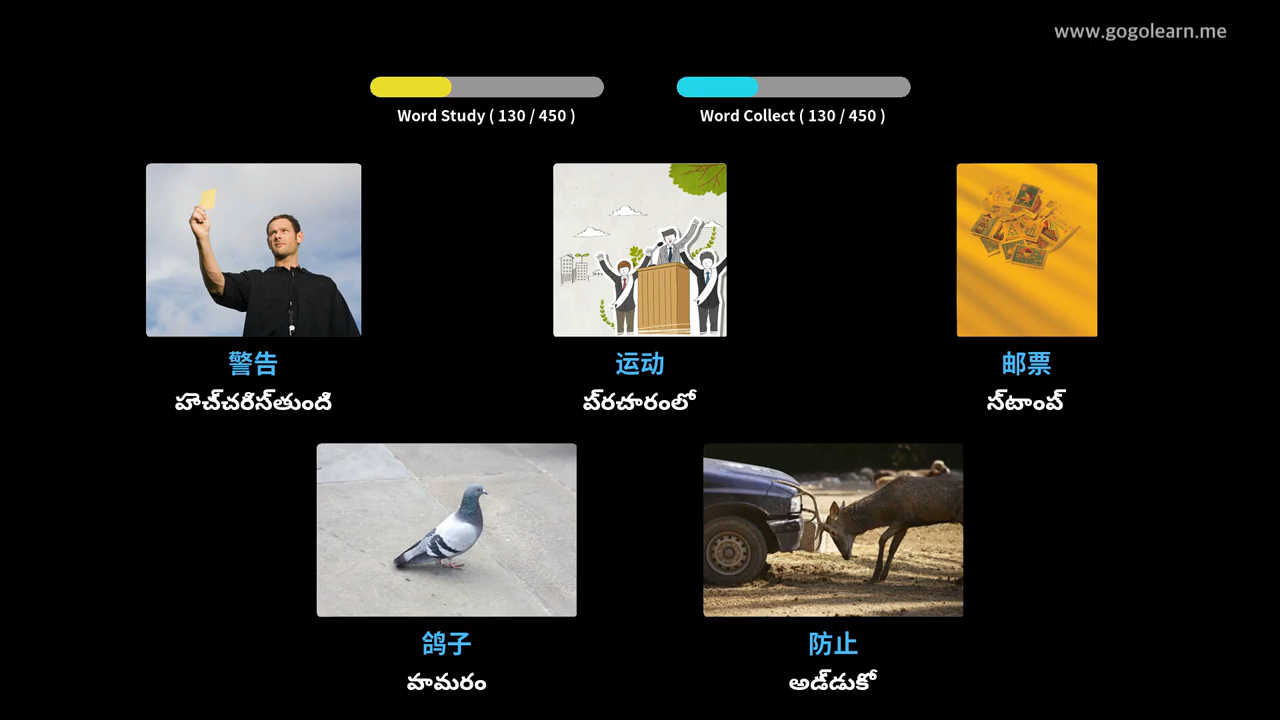 www.gogolearn.me
Word Study ( 130 / 450 )
Word Collect ( 130 / 450 )
警告
运动
邮票
హెచ్చరిస్తుంది
ప్రచారంలో
స్టాంప్
鸽子
防止
పావురం
అడ్డుకో